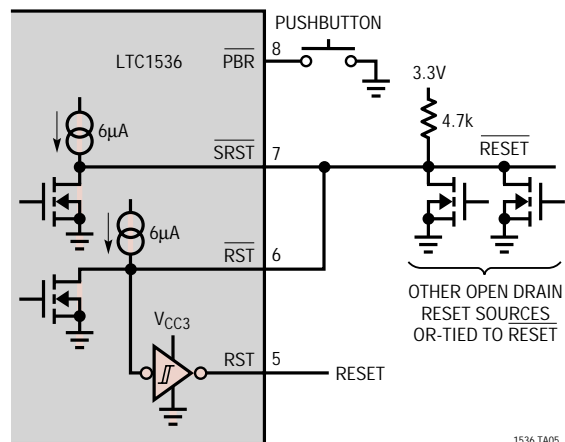 PUSHBUTTON
LTC1536
PBR
8
3.3V
6µA
4.7k
SRST
7
RESET
6µA
RST
6
OTHER OPEN DRAIN
RESET SOURCES
OR-TIED TO RESET
VCC3
RST
5
RESET
1536 TA05